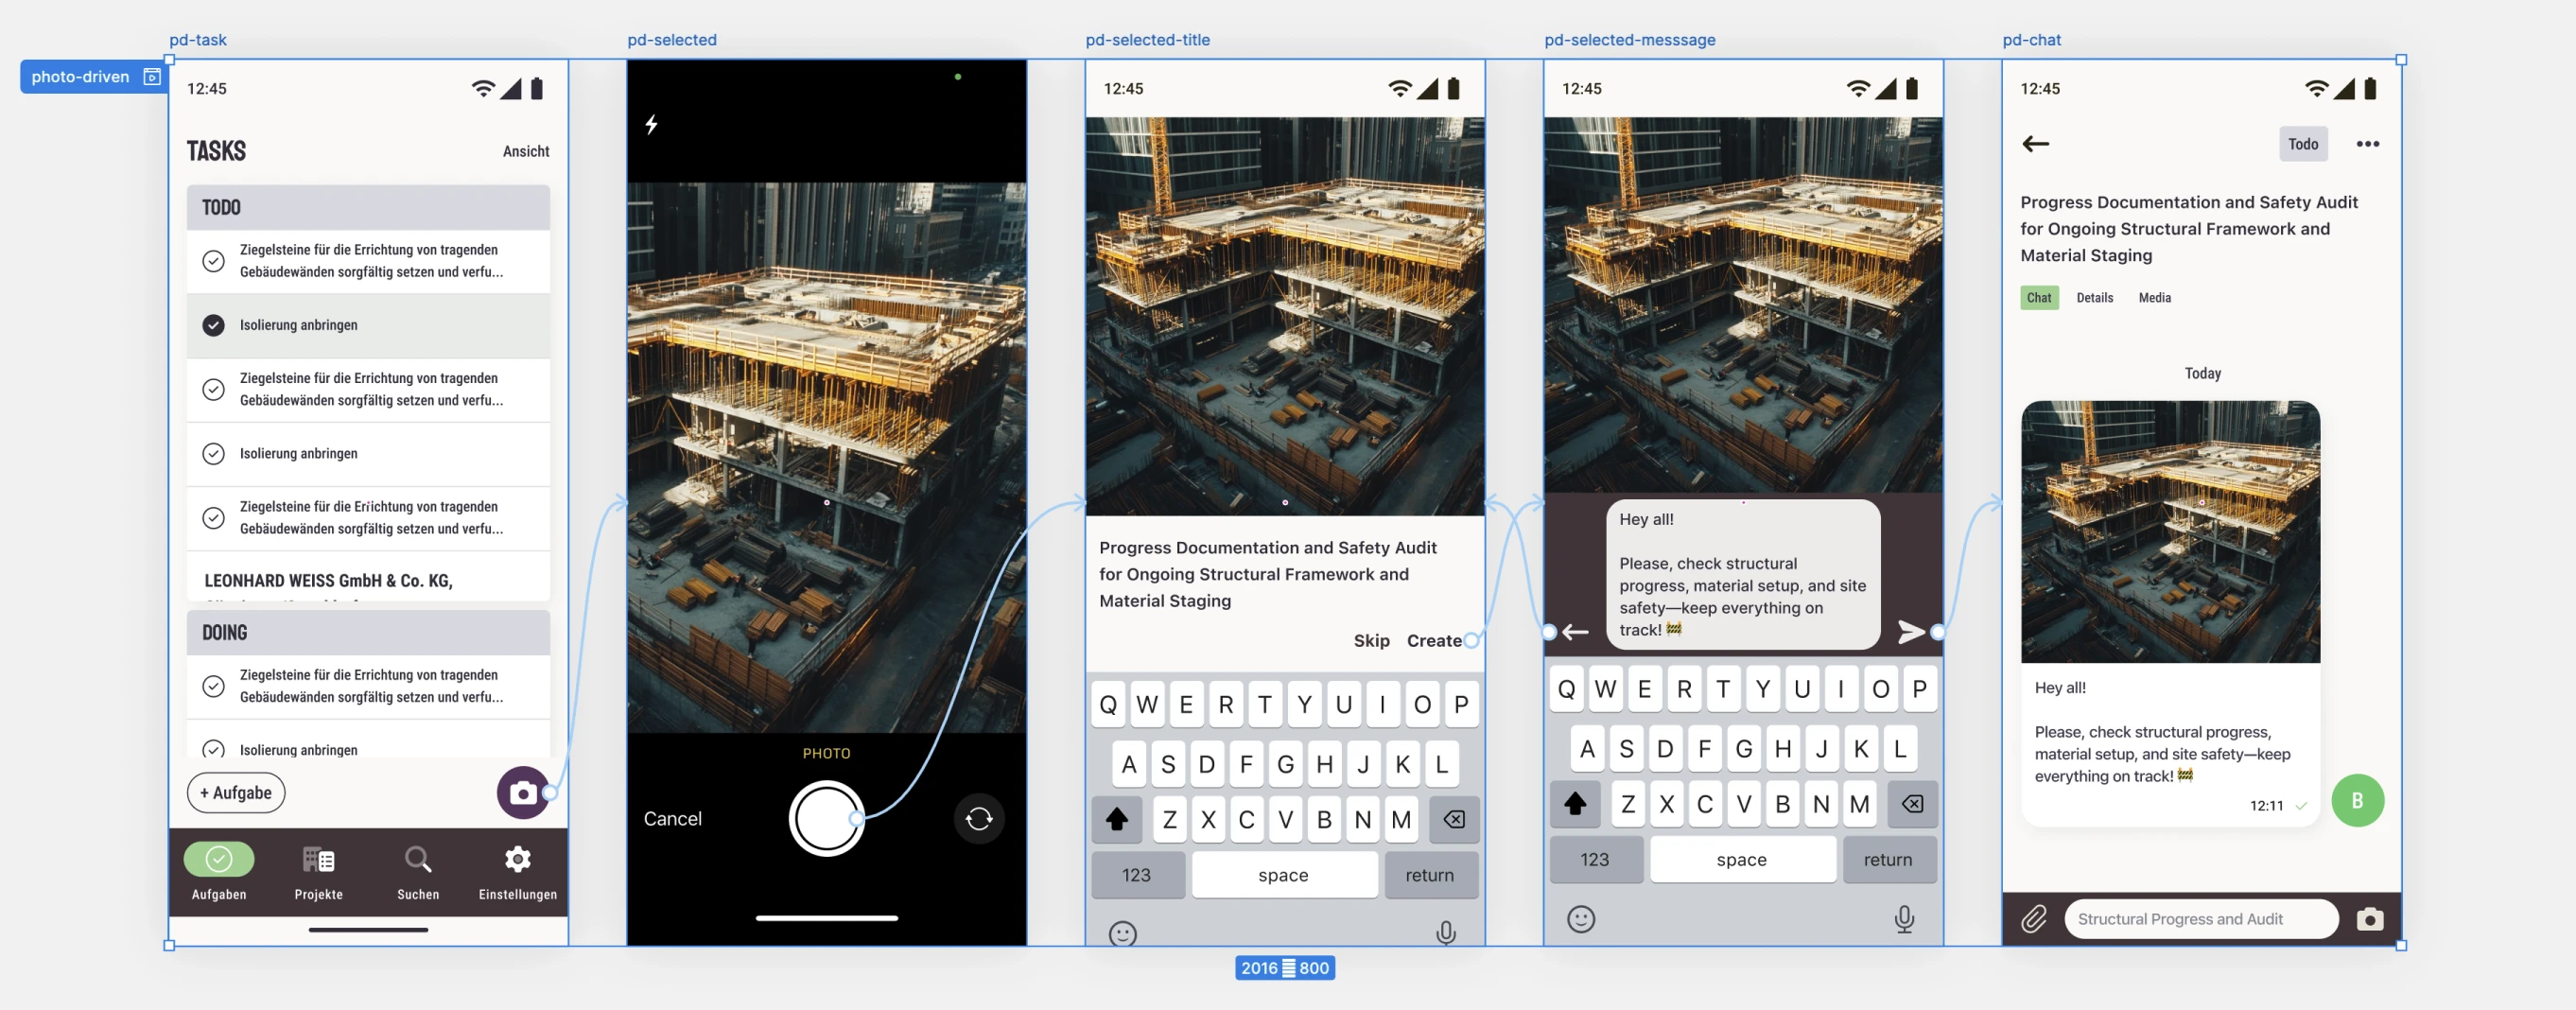 pd-task
pd-selected
pd-selected-title
pd-selected-messsage
pd-chat
photo-driven
12:45
TASKS
Ansicht
TODO
Ziegelsteine für die Errichtung von tragenden
Gebäudewänden sorgfältig setzen und verfu...
Isolierung anbringen
Ziegelsteine für die Errichtung von tragenden
Gebäudewänden sorgfältig setzen und verfu...
Isolierung anbringen
Ziegelsteine für die Errichtung von tragenden
Gebäudewänden sorgfältig setzen und verfu...
LEONHARD WEISS GmbH & Co. KG,
DOING
Ziegelsteine für die Errichtung von tragenden
Gebäudewänden sorgfältig setzen und verfu...
Isolierung anbringen
+ Aufgabe
Aufgaben
Projekte
Suchen
Einstellungen
PHOTO
Cancel
12:45
Progress Documentation and Safety Audit
for Ongoing Structural Framework and
Material Staging
Skip
Create
Q W E R T Y U I O P
A S D F G H J K L
Z X C V B N M
123
space
return
12:45
Hey all!
Please, check structural
progress, material setup, and site
safety—keep everything on
track! 🚧
Q W E R T Y U I O P
A S D F G H J K L
Z X C V B N M
123
space
return
12:45
Todo
Progress Documentation and Safety Audit
for Ongoing Structural Framework and
Material Staging
Chat
Details
Media
Today
Hey all!
Please, check structural progress,
material setup, and site safety—keep
everything on track! 🚧
12:11
B
Structural Progress and Audit
2016
800